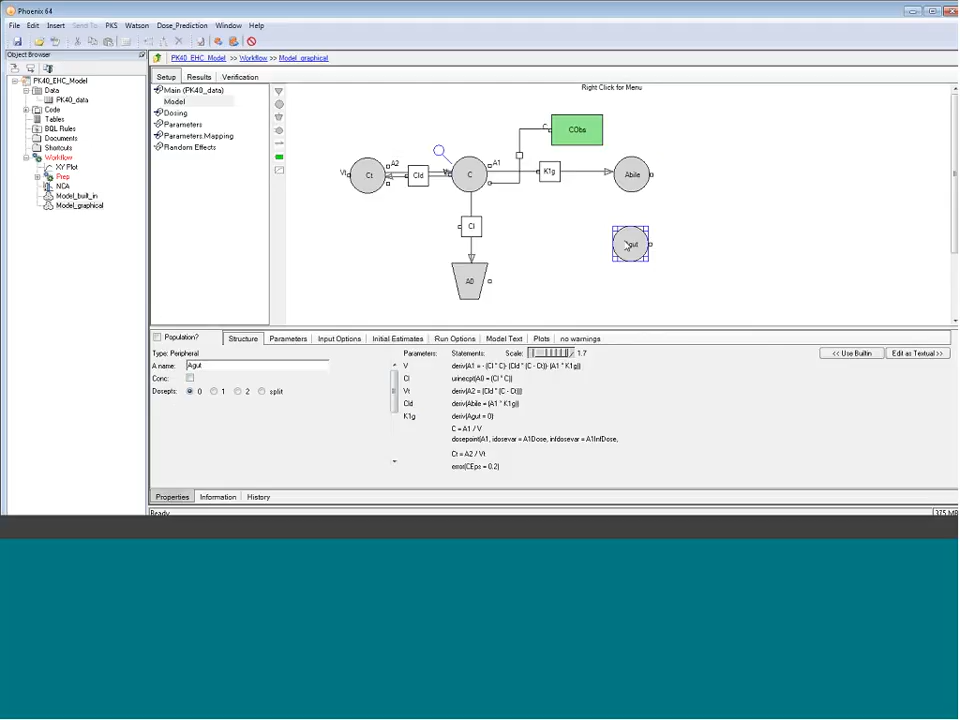 Phoenix 64
File Edit Insert Send To PKS Watson Dose_Prediction Window Help
Object Browser
PK40_EHC_Model >> Workflow >> Model_graphical
PK40_EHC_Model
Data
PK40_data
Code
Tables
BQL Rules
Documents
Shortcuts
Workflow
XY Plot
Prep
NCA
Model_built_in
Model_graphical
Setup Results Verification
Main (PK40_data)
Model
Dosing
Parameters
Parameters.Mapping
Random Effects
Right Click for Menu
C
CObs
Vt
Ct
A2
Cld
C
A1
K1g
Abile
Cl
Agut
A0
Population?
Structure Parameters Input Options Initial Estimates Run Options Model Text Plots no warnings
Type: Peripheral
A name: Agut
Conc:
Dosepts: 0 1 2 split
Parameters: Statements: Scale: 1.7
<< Use Builtin Edit as Textual >>
V deriv(A1 = - (Cl * C)- (Cld * (C - Ct))- (A1 * K1g))
Cl urinecpt(A0 = (Cl * C))
Vt deriv(A2 = (Cld * (C - Ct)))
Cld deriv(Abile = (A1 * K1g))
K1g deriv(Agut = 0)
C = A1 / V
dosepoint(A1, idosevar = A1Dose, infdosevar = A1InfDose,
Ct = A2 / Vt
error(CEps = 0.2)
Properties Information History
Ready
375 MB